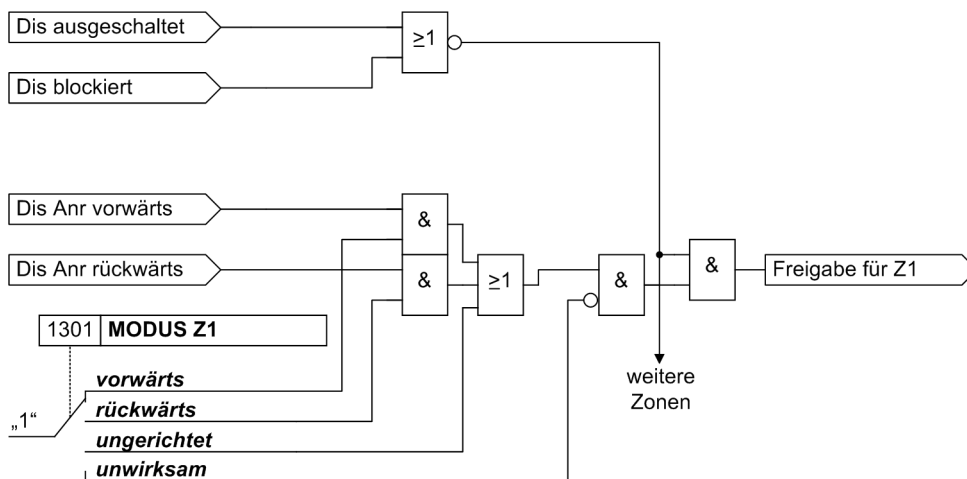 Dis ausgeschaltet
≥1
Dis blockiert
Dis Anr vorwärts
&
Dis Anr rückwärts
&
≥1
&
&
Freigabe für Z1
1301 MODUS Z1
weitere
Zonen
vorwärts
„1“
rückwärts
ungerichtet
unwirksam